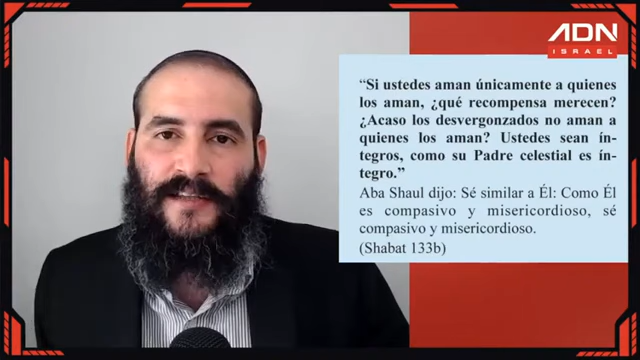 ADN
ISRAEL
“Si ustedes aman únicamente a quienes
los aman, ¿qué recompensa merecen?
¿Acaso los desvergonzados no aman a
quienes los aman? Ustedes sean ín-
tegros, como su Padre celestial es ín-
tegro.”
Aba Shaul dijo: Sé similar a Él: Como Él
es compasivo y misericordioso, sé
compasivo y misericordioso.
(Shabat 133b)